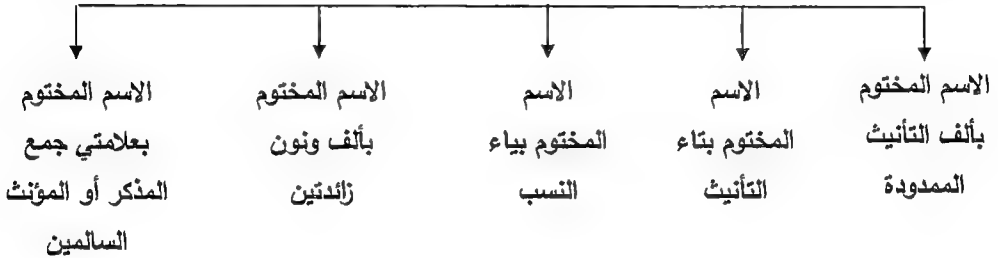 الاسم المختوم
بألف التأنيث
الممدودة
الاسم
المختوم بتاء
التأنيث
الاسم
المختوم بياء
النسب
الاسم المختوم
بألف ونون
زائدتين
الاسم المختوم
بعلامتي جمع
المذكر أو المؤنث
السالمين